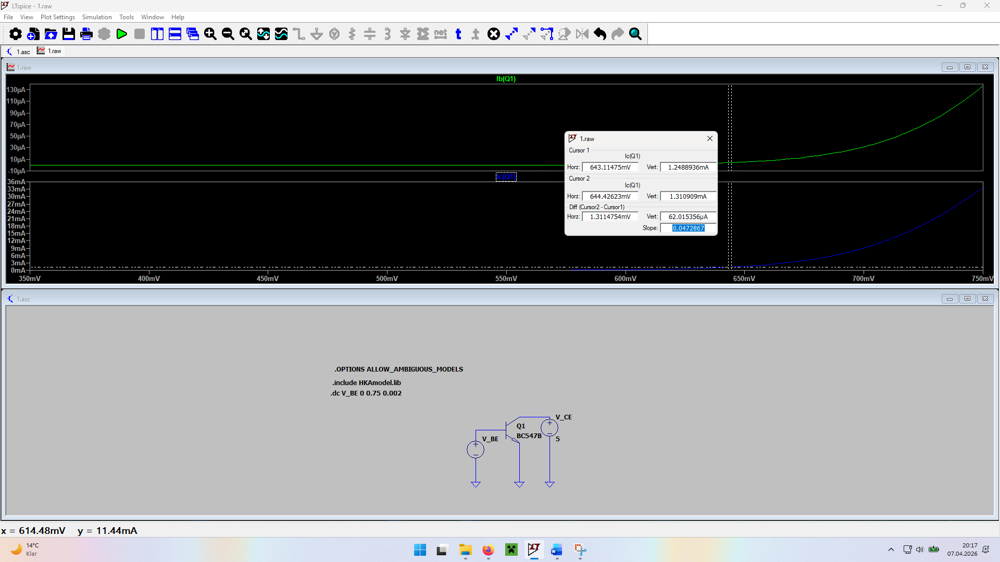 LTspice - 1.raw
File View Plot Settings Simulation Tools Window Help
1.asc 1.raw
1.raw
Ib(Q1)
130µA
110µA
90µA
70µA
50µA
30µA
10µA
-10µA
Ic(Q1)
36mA
33mA
30mA
27mA
24mA
21mA
18mA
15mA
12mA
9mA
6mA
3mA
0mA
350mV 400mV 450mV 500mV 550mV 600mV 650mV 700mV 750mV
1.raw
Cursor 1
Ic(Q1)
Horz: 643.11475mV Vert: 1.2488936mA
Cursor 2
Ic(Q1)
Horz: 644.42623mV Vert: 1.310909mA
Diff (Cursor2 - Cursor1)
Horz: 1.3114754mV Vert: 62.015356µA
Slope: 0.0472867
1.asc
.OPTIONS ALLOW_AMBIGUOUS_MODELS
.include HKAmodel.lib
.dc V_BE 0 0.75 0.002
V_CE
Q1
BC547B
V_BE
5
x = 614.48mV y = 11.44mA
14°C
Klar
20:17
07.04.2026